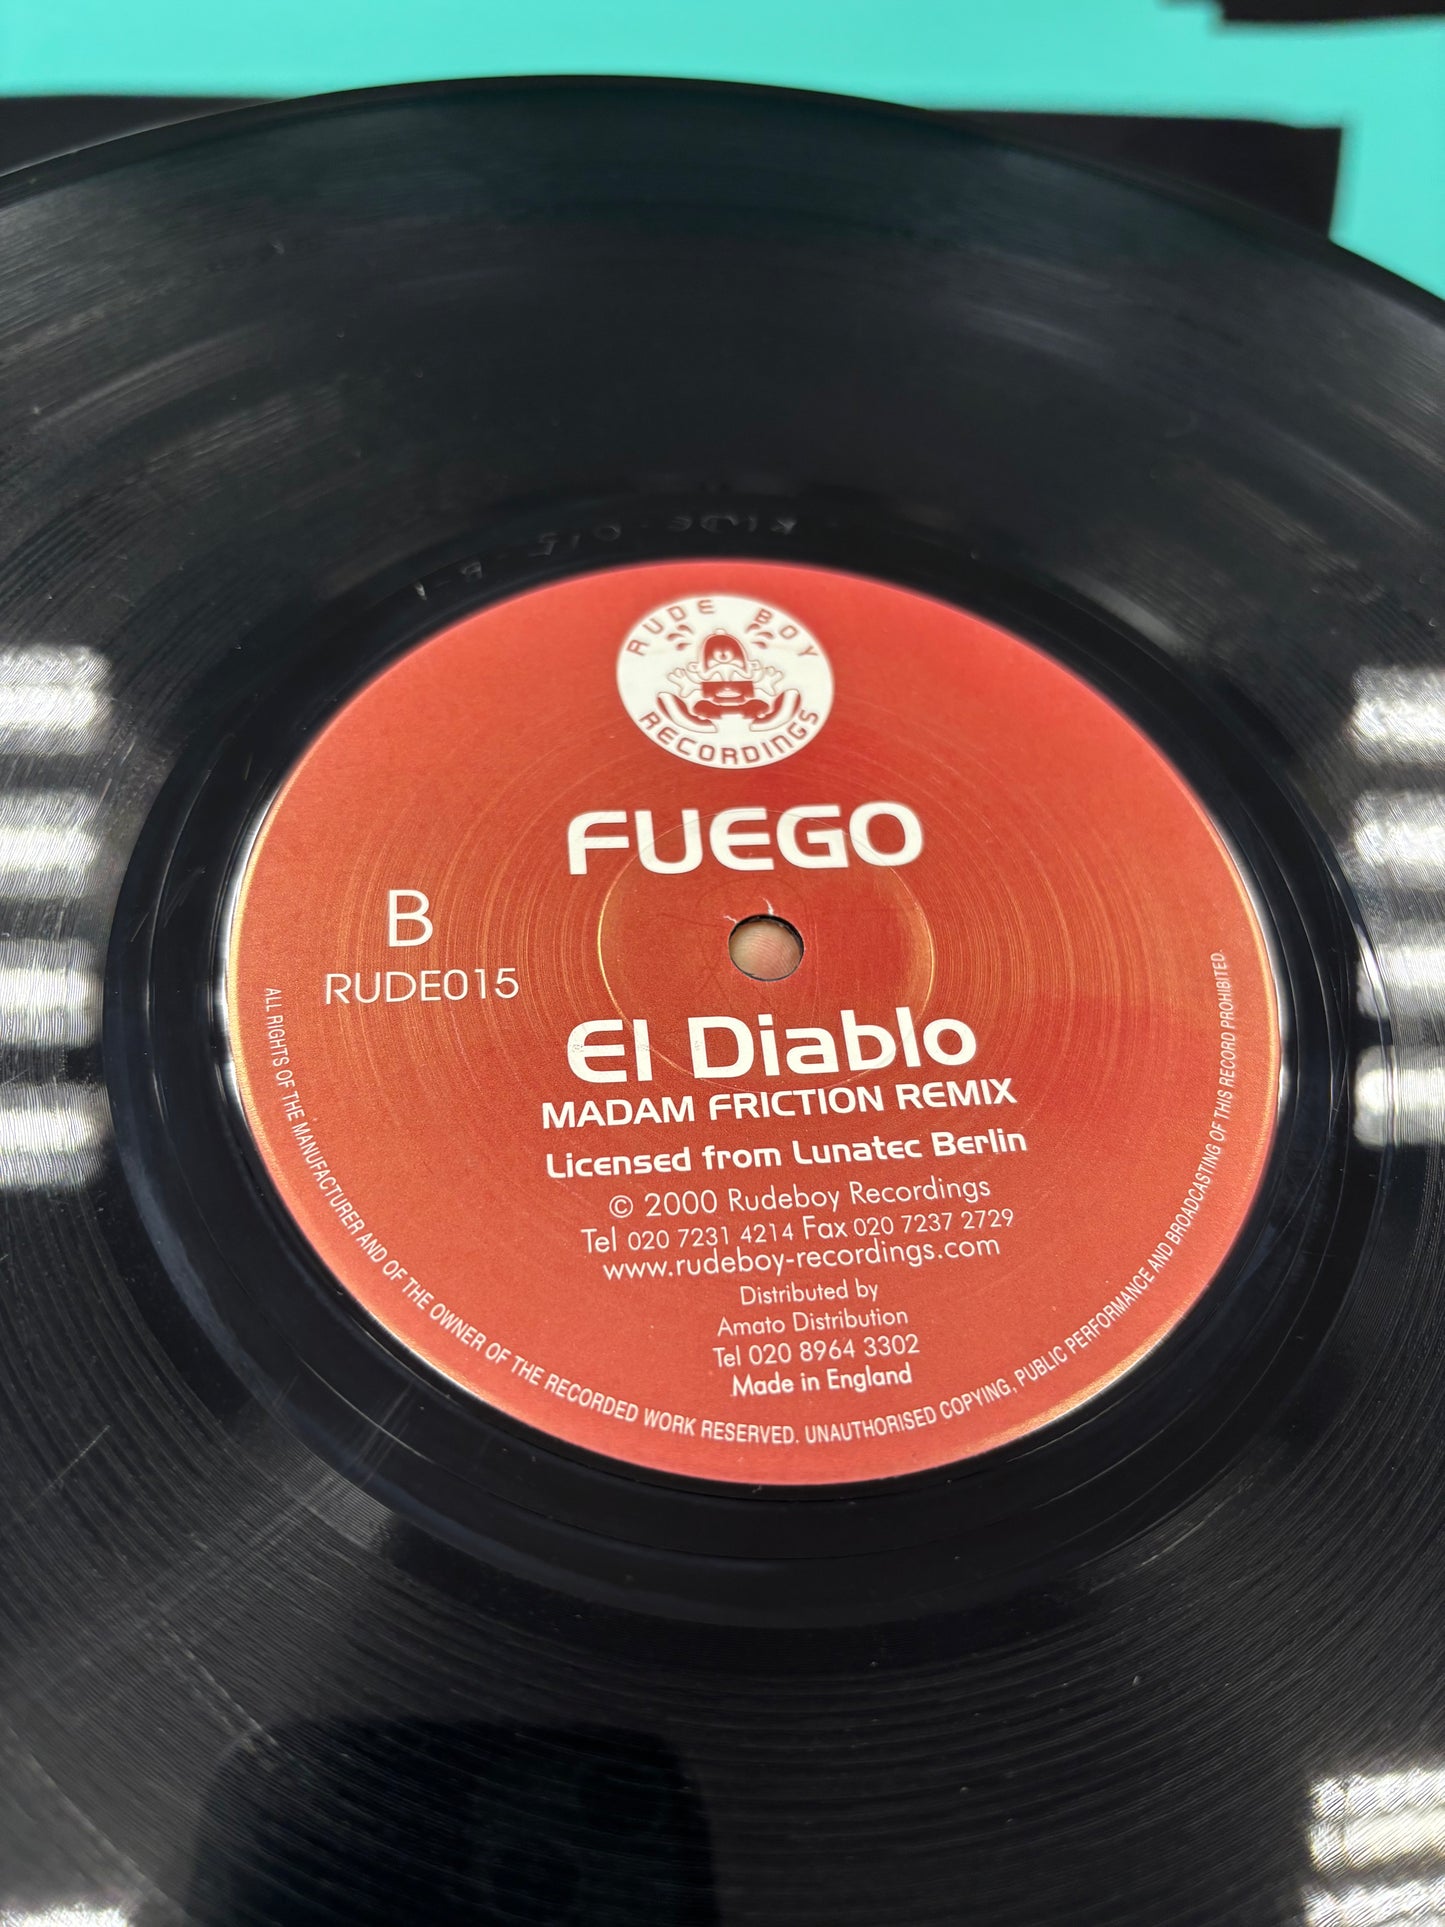 RUDE BOY
RECORDINGS
FUEGO
B
RUDE015
El Diablo
MADAM FRICTION REMIX
Licensed from Lunatec Berlin
© 2000 Rudeboy Recordings
Tel 020 7231 4214 Fax 020 7237 2729
www.rudeboy-recordings.com
Distributed by
Amato Distribution
Tel 020 8964 3302
Made in England
ALL RIGHTS OF THE MANUFACTURER AND OF THE OWNER OF THE RECORDED WORK RESERVED. UNAUTHORISED COPYING, PUBLIC PERFORMANCE AND BROADCASTING OF THIS RECORD PROHIBITED.